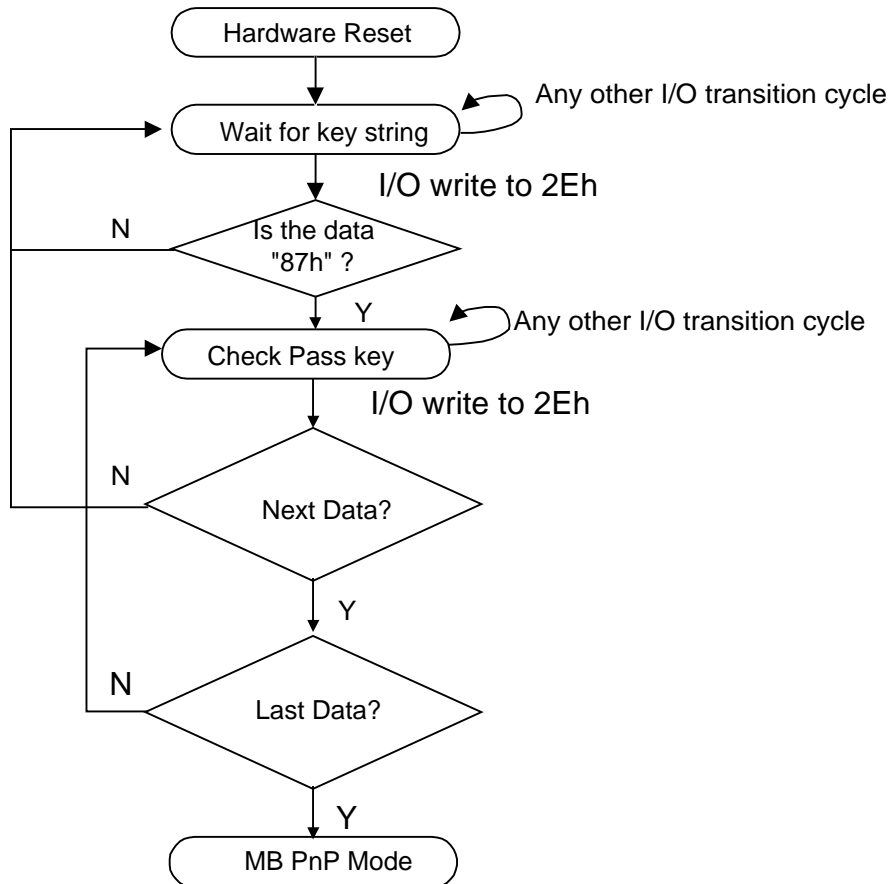 Hardware Reset
Any other I/O transition cycle
Wait for key string
I/O write to 2Eh
N
Is the data
"87h" ?
Y
Any other I/O transition cycle
Check Pass key
I/O write to 2Eh
N
Next Data?
Y
N
Last Data?
Y
MB PnP Mode